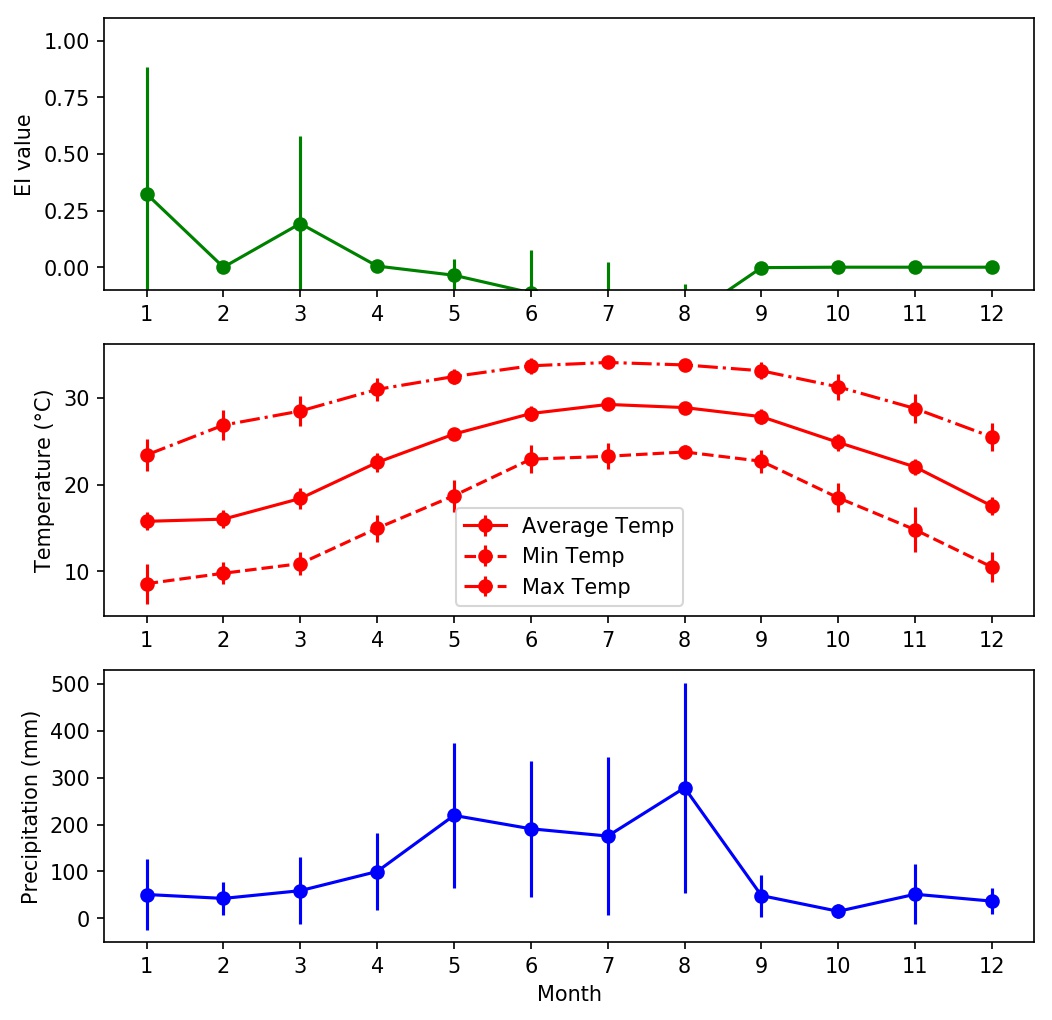 1.00
0.75
0.50
0.25
0.00
EI value
1 2 3 4 5 6 7 8 9 10 11 12
30
20
10
Temperature (°C)
Average Temp
Min Temp
Max Temp
1 2 3 4 5 6 7 8 9 10 11 12
500
400
300
200
100
0
Precipitation (mm)
1 2 3 4 5 6 7 8 9 10 11 12
Month